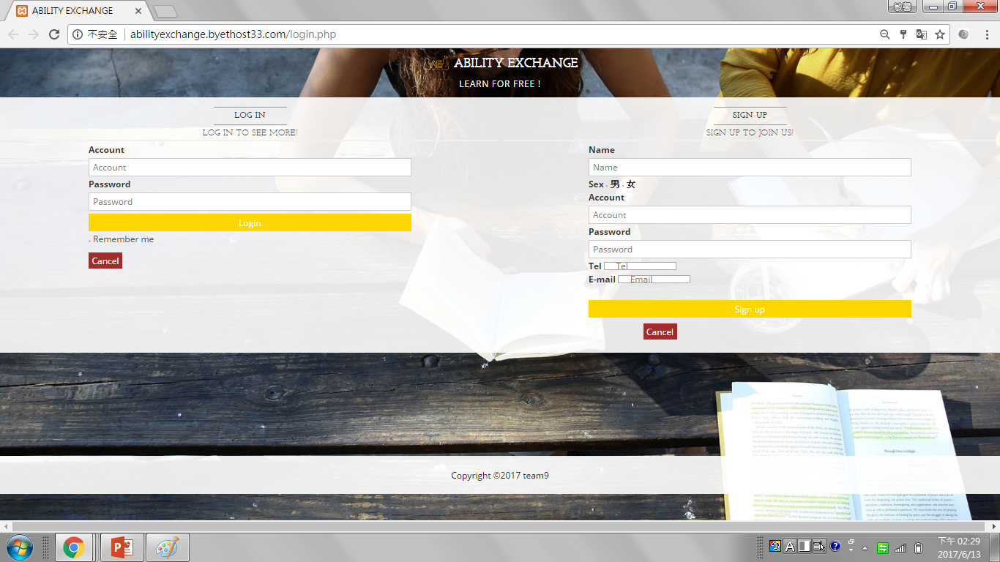 ABILITY EXCHANGE
敏馨
不安全 abilityexchange.byethost33.com/login.php
ABILITY EXCHANGE
LEARN FOR FREE !
LOG IN
LOG IN TO SEE MORE!
Account
Account
Password
Password
Login
Remember me
Cancel
SIGN UP
SIGN UP TO JOIN US!
Name
Name
Sex 男 女
Account
Account
Password
Password
Tel Tel
E-mail Email
Sign up
Cancel
Copyright ©2017 team9
下午 02:29
2017/6/13